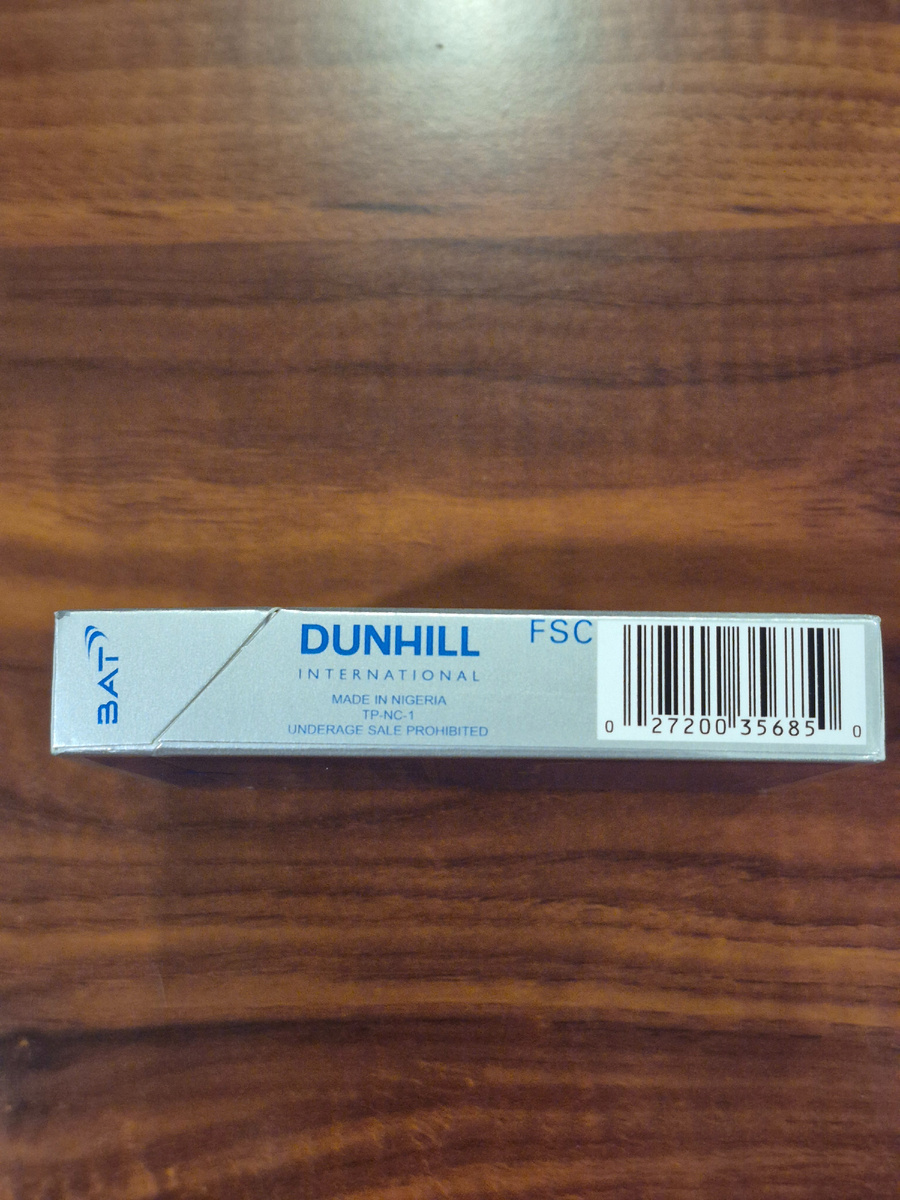 BAT
DUNHILL
INTERNATIONAL
MADE IN NIGERIA
TP-NC-1
UNDERAGE SALE PROHIBITED
FSC
0 27200 35685 0